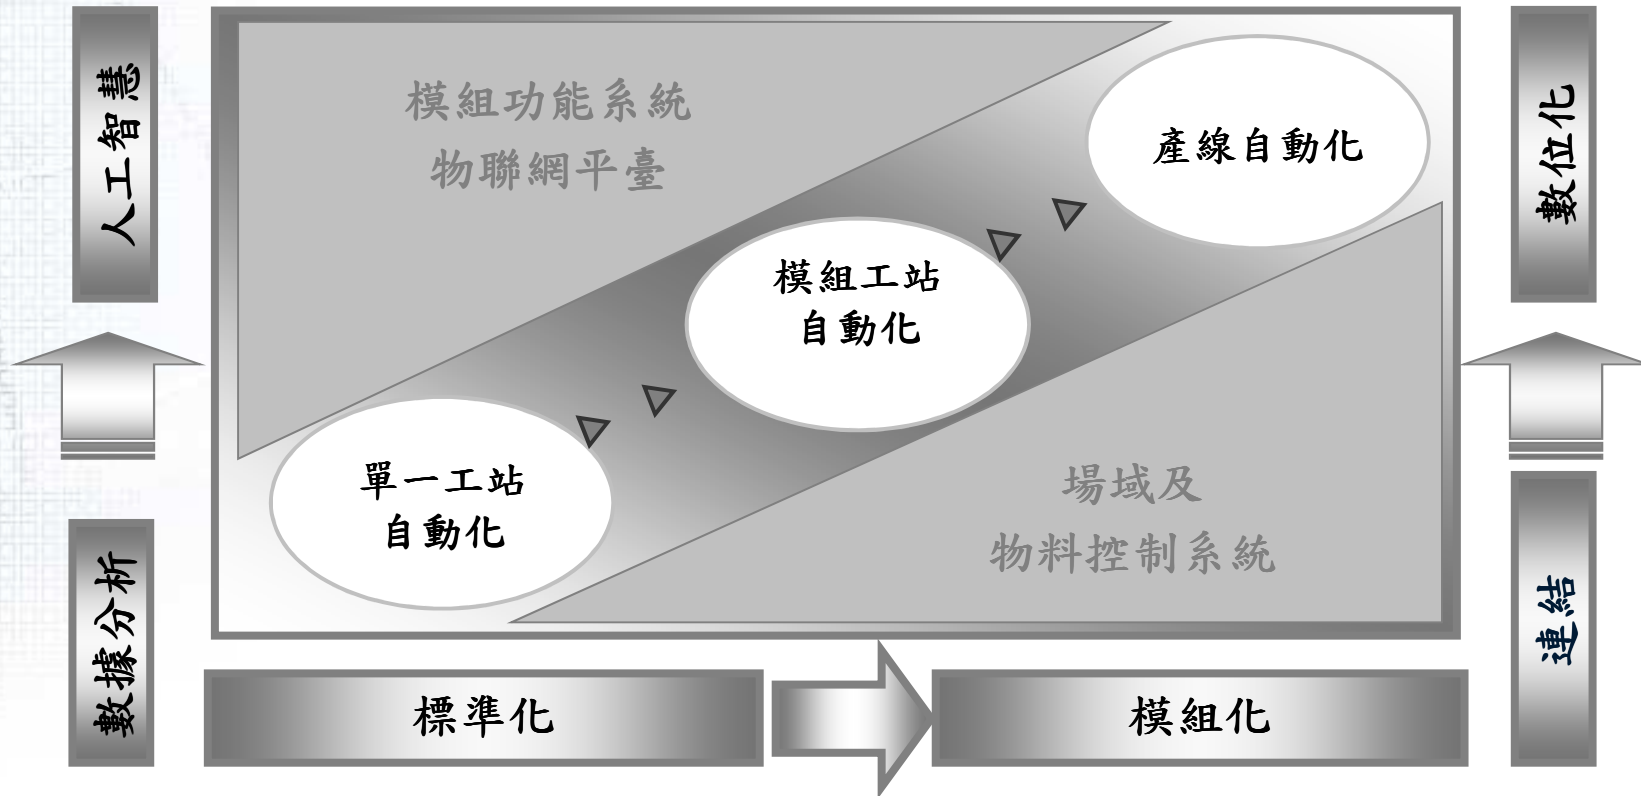 人工智慧
數據分析
模組功能系統
物聯網平臺
產線自動化
模組工站
自動化
單一工站
自動化
場域及
物料控制系統
數位化
連結
標準化
模組化